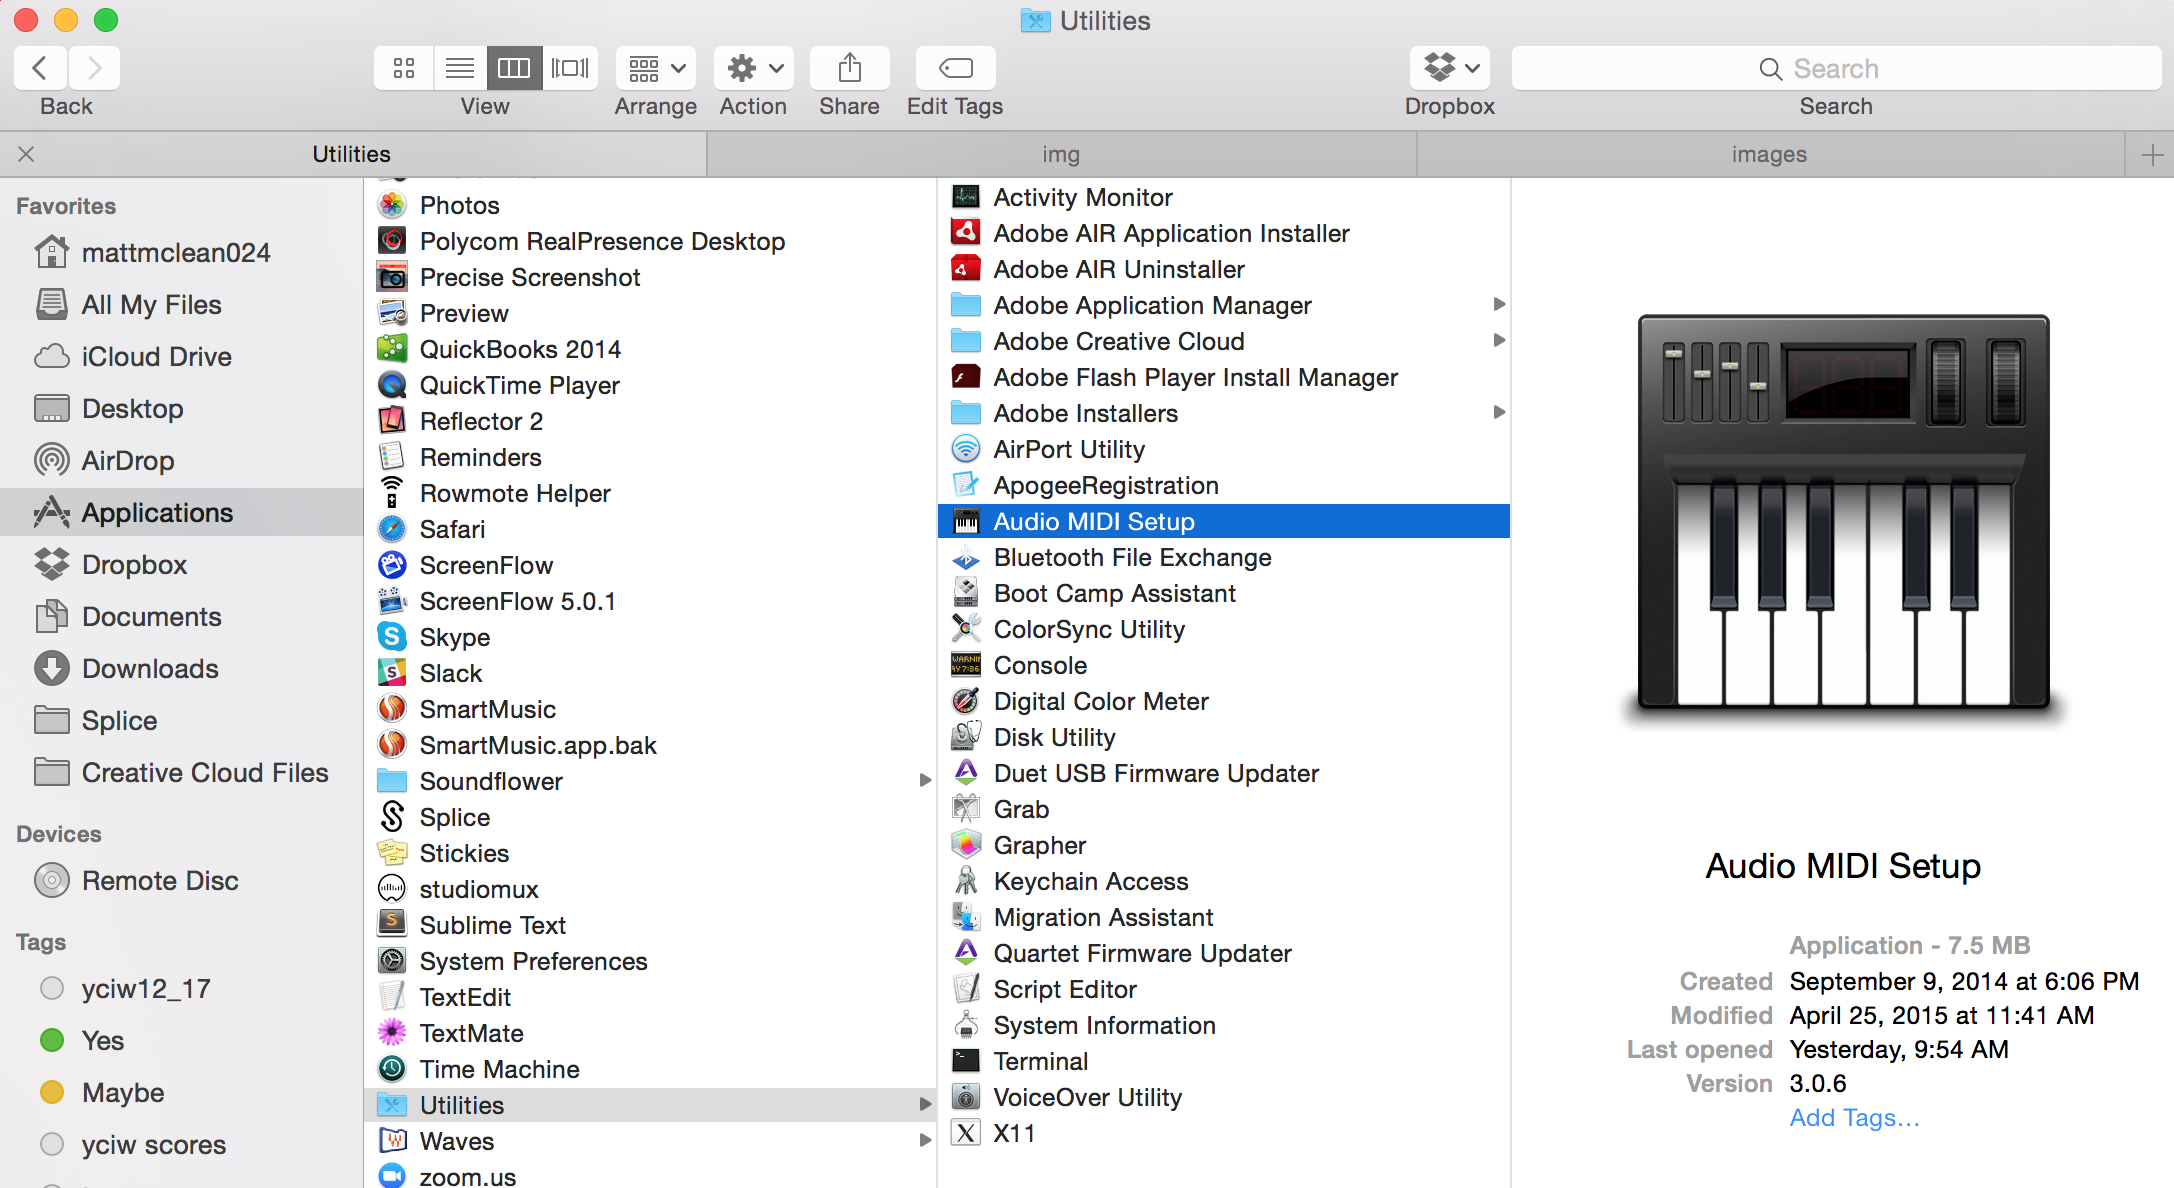 Utilities
Back
View
Arrange
Action
Share
Edit Tags
Dropbox
Search
Search
Utilities
img
images
Favorites
mattmclean024
All My Files
iCloud Drive
Desktop
AirDrop
Applications
Dropbox
Documents
Downloads
Splice
Creative Cloud Files
Devices
Remote Disc
Tags
yciw12_17
Yes
Maybe
yciw scores
Photos
Polycom RealPresence Desktop
Precise Screenshot
Preview
QuickBooks 2014
QuickTime Player
Reflector 2
Reminders
Rowmote Helper
Safari
ScreenFlow
ScreenFlow 5.0.1
Skype
Slack
SmartMusic
SmartMusic.app.bak
Soundflower
Splice
Stickies
studiomux
Sublime Text
System Preferences
TextEdit
TextMate
Time Machine
Utilities
Waves
zoom.us
Activity Monitor
Adobe AIR Application Installer
Adobe AIR Uninstaller
Adobe Application Manager
Adobe Creative Cloud
Adobe Flash Player Install Manager
Adobe Installers
AirPort Utility
ApogeeRegistration
Audio MIDI Setup
Bluetooth File Exchange
Boot Camp Assistant
ColorSync Utility
Console
Digital Color Meter
Disk Utility
Duet USB Firmware Updater
Grab
Grapher
Keychain Access
Migration Assistant
Quartet Firmware Updater
Script Editor
System Information
Terminal
VoiceOver Utility
X11
Audio MIDI Setup
Application - 7.5 MB
Created September 9, 2014 at 6:06 PM
Modified April 25, 2015 at 11:41 AM
Last opened Yesterday, 9:54 AM
Version 3.0.6
Add Tags…